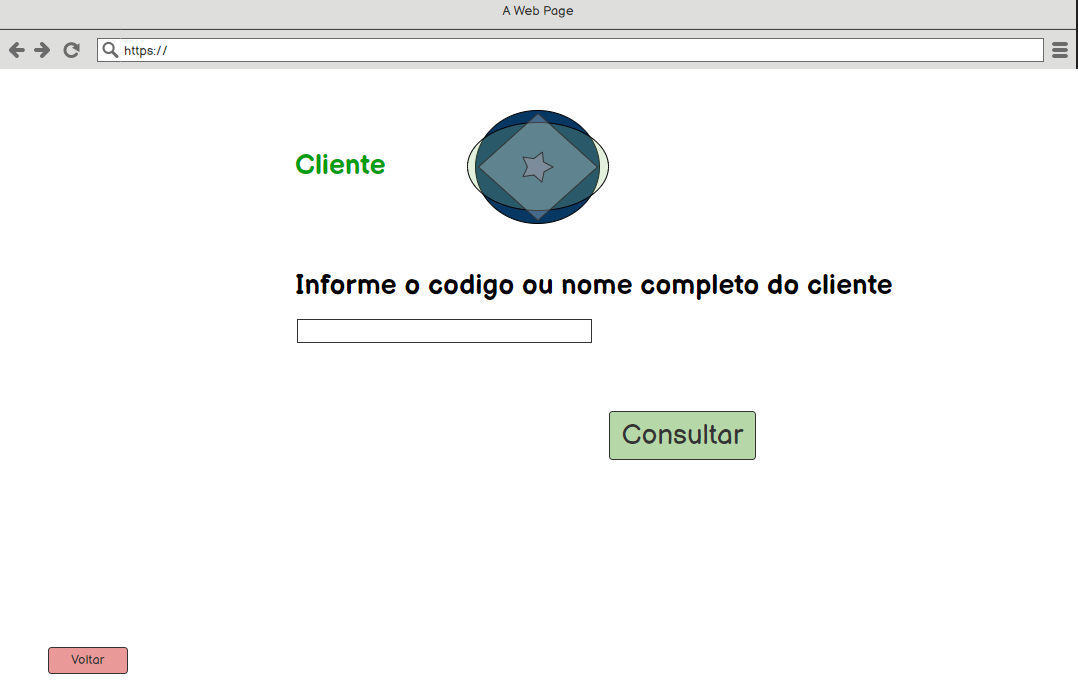 A Web Page
https://
Cliente
Informe o codigo ou nome completo do cliente
Consultar
Voltar